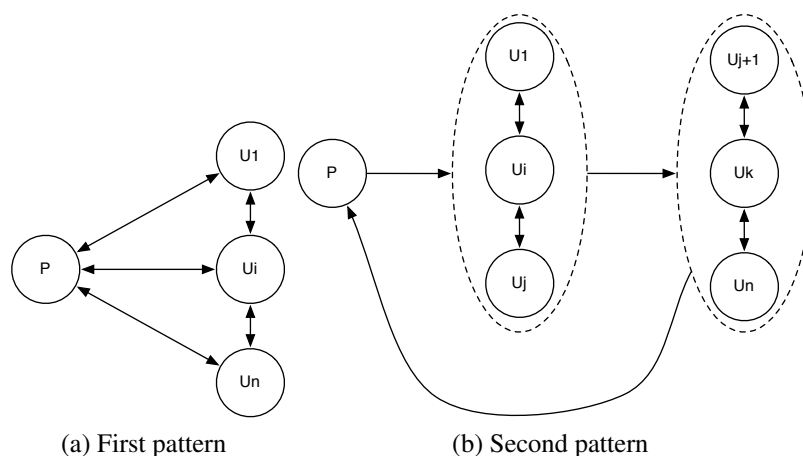 U1
Ui
Un
P
U1
Ui
Uj
P
Uj+1
Uk
Un
(a) First pattern
(b) Second pattern